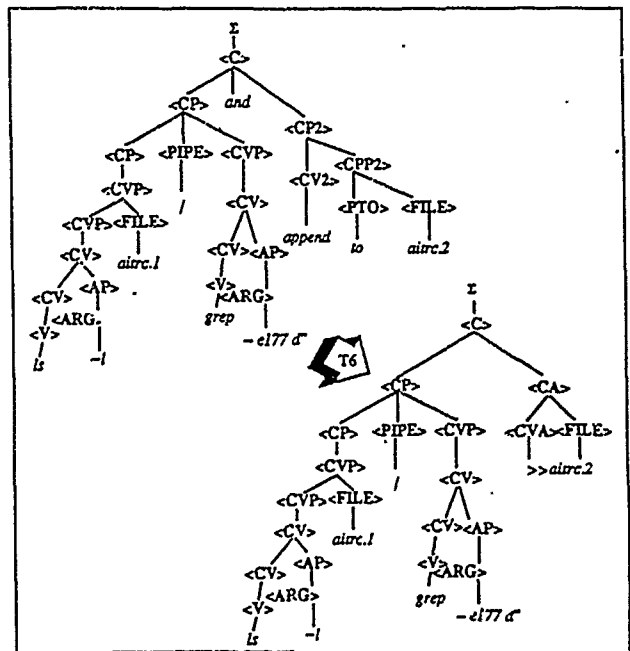 Σ
<C>
<CP> and
<CP2>
<CP> <PIPE> <CVP> <CPP2>
<CVP> <CV2>
/
<CVP> <FILE> <CV> <PTO> <FILE>
<CV> aitrc.1 append to aitrc.2
<CV> <AP> <CV> <AP>
<V> <ARG> <V> <ARG>
ls -l grep -e177 d"
T6
Σ
<C>
<CP> <CA>
<CP> <PIPE> <CVP> <CVA> <FILE>
<CVP> / >> aitrc.2
<CVP> <FILE> <CV>
<CV> aitrc.1
<CV> <AP> <CV> <AP>
<V> <ARG> <V> <ARG>
ls -l grep -e177 d"